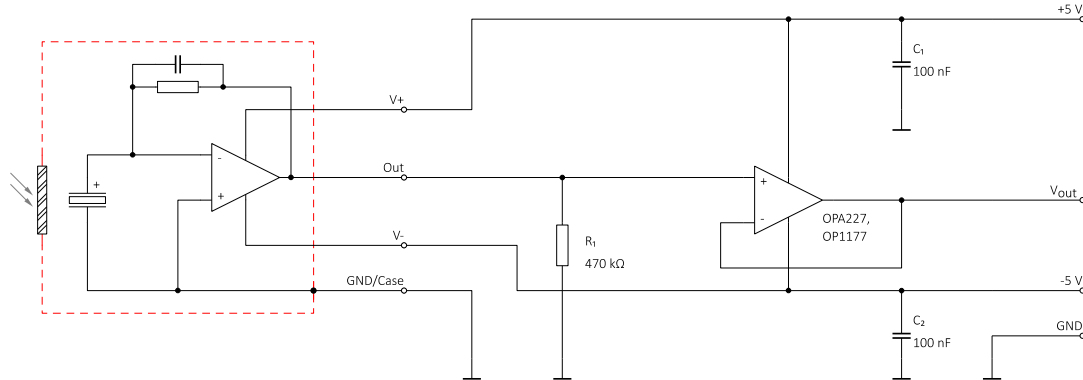 +5 V
C₁
100 nF
V+
-
+
+
Out
+
-
Vout
OPA227,
OP1177
R₁
470 kΩ
V-
GND/Case
-5 V
C₂
100 nF
GND